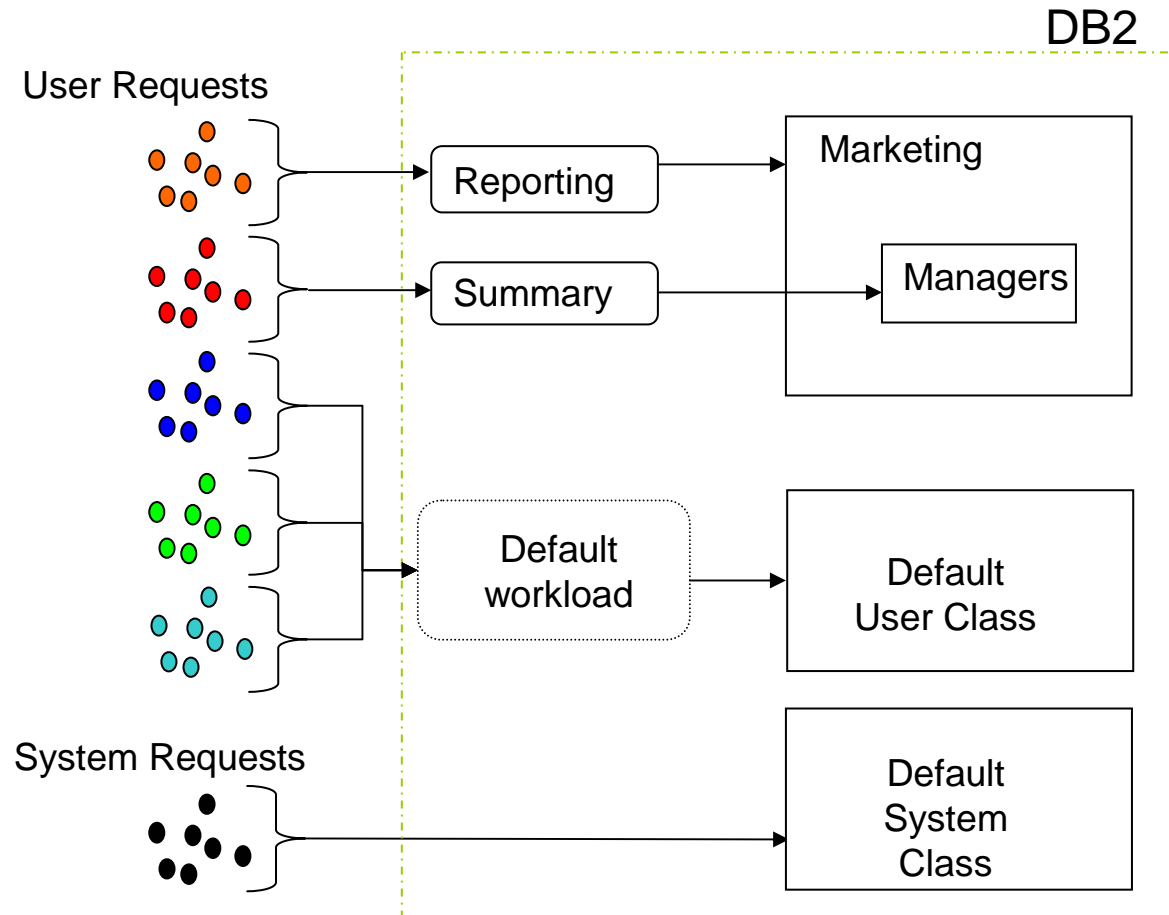 DB2
User Requests
Reporting
Marketing
Summary
Managers
Default
workload
Default
User Class
System Requests
Default
System
Class